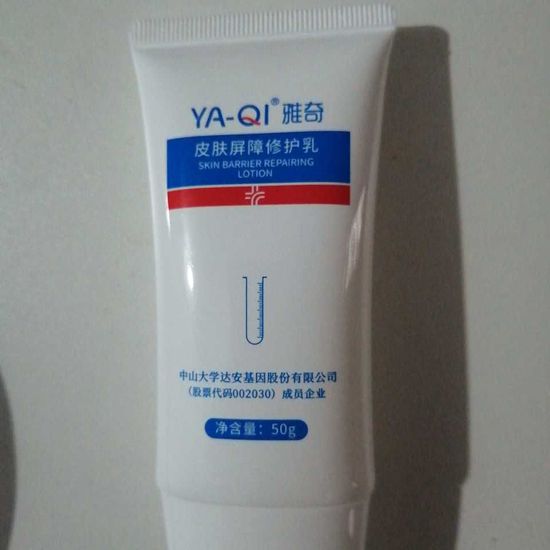 YA-QI® 雅奇
皮肤屏障修护乳
SKIN BARRIER REPAIRING
LOTION
中山大学达安基因股份有限公司
（股票代码002030）成员企业
净含量：50g